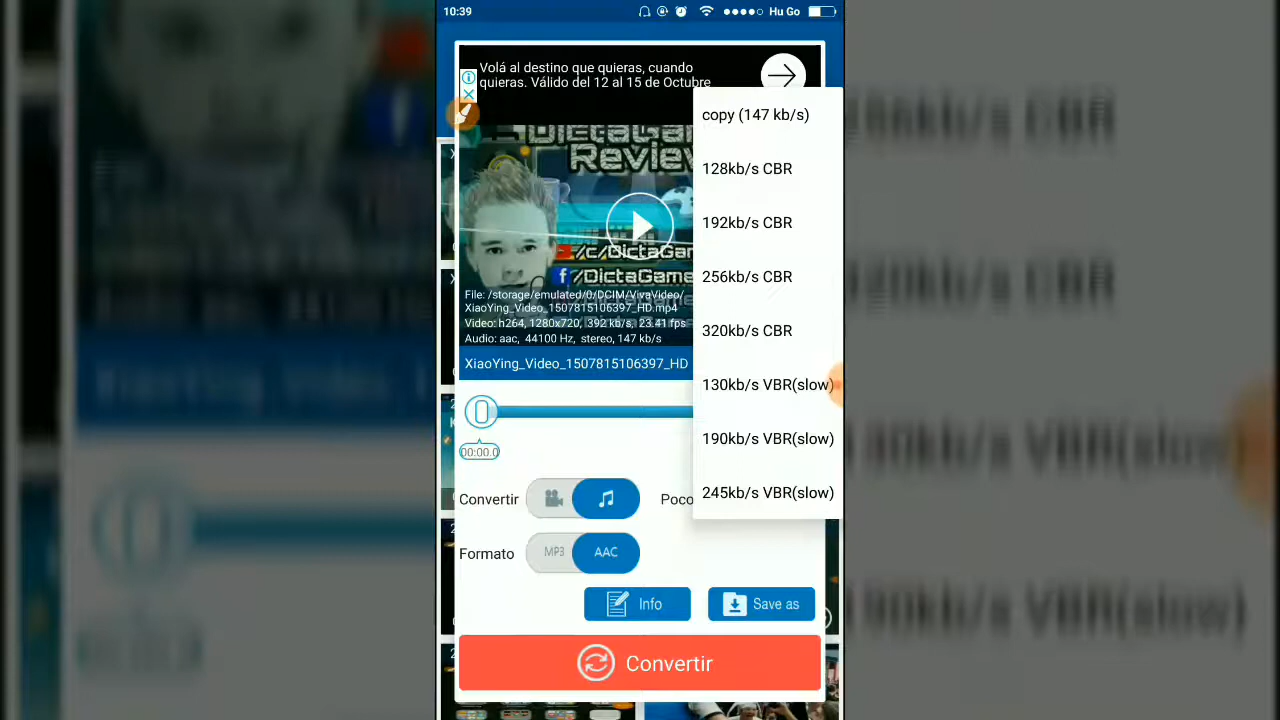 10:39
Hu Go
Volá al destino que quieras, cuando
quieras. Válido del 12 al 15 de Octubre
DictaGam
Review
/c/DictaGam
/DictaGame
File: /storage/emulated/0/DCIM/VivaVideo/
XiaoYing_Video_1507815106397_HD.mp4
Video: h264, 1280x720, 392 kb/s, 23.41 fps
Audio: aac, 44100 Hz, stereo, 147 kb/s
XiaoYing_Video_1507815106397_HD
copy (147 kb/s)
128kb/s CBR
192kb/s CBR
256kb/s CBR
320kb/s CBR
130kb/s VBR(slow)
190kb/s VBR(slow)
245kb/s VBR(slow)
00:00.0
Convertir
Poco
Formato
MP3
AAC
Info
Save as
Convertir